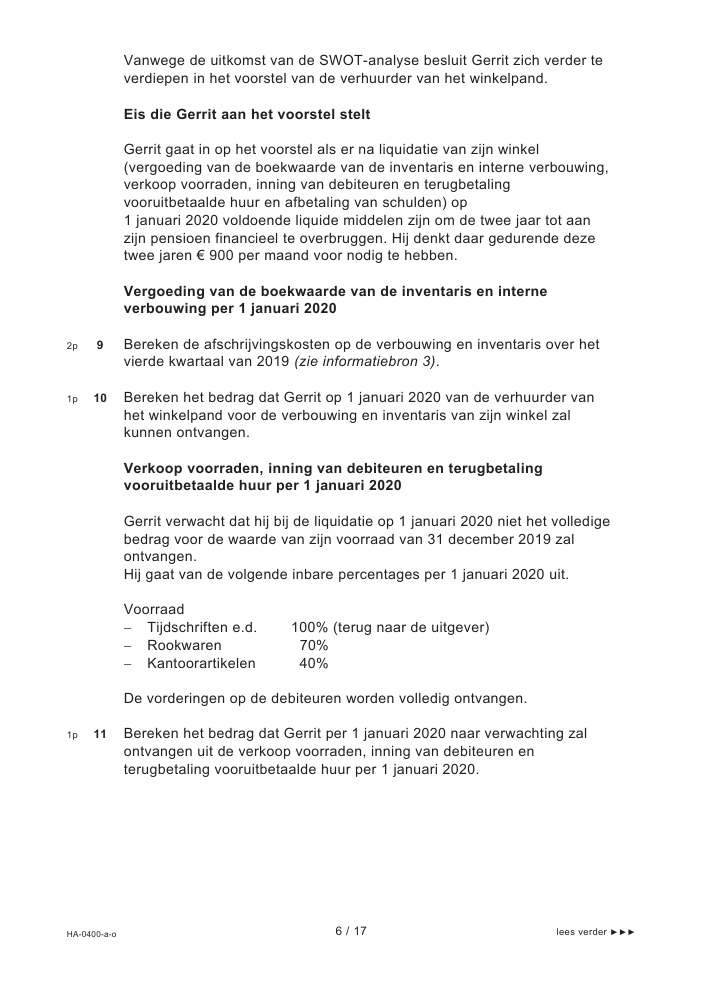 Vanwege de uitkomst van de SWOT-analyse besluit Gerrit zich verder te
verdiepen in het voorstel van de verhuurder van het winkelpand.
Eis die Gerrit aan het voorstel stelt
Gerrit gaat in op het voorstel als er na liquidatie van zijn winkel
(vergoeding van de boekwaarde van de inventaris en interne verbouwing,
verkoop voorraden, inning van debiteuren en terugbetaling
vooruitbetaalde huur en afbetaling van schulden) op
1 januari 2020 voldoende liquide middelen zijn om de twee jaar tot aan
zijn pensioen financieel te overbruggen. Hij denkt daar gedurende deze
twee jaren € 900 per maand voor nodig te hebben.
Vergoeding van de boekwaarde van de inventaris en interne
verbouwing per 1 januari 2020
2p 9 Bereken de afschrijvingskosten op de verbouwing en inventaris over het
vierde kwartaal van 2019 (zie informatiebron 3).
1p 10 Bereken het bedrag dat Gerrit op 1 januari 2020 van de verhuurder van
het winkelpand voor de verbouwing en inventaris van zijn winkel zal
kunnen ontvangen.
Verkoop voorraden, inning van debiteuren en terugbetaling
vooruitbetaalde huur per 1 januari 2020
Gerrit verwacht dat hij bij de liquidatie op 1 januari 2020 niet het volledige
bedrag voor de waarde van zijn voorraad van 31 december 2019 zal
ontvangen.
Hij gaat van de volgende inbare percentages per 1 januari 2020 uit.
Voorraad
– Tijdschriften e.d. 100% (terug naar de uitgever)
– Rookwaren 70%
– Kantoorartikelen 40%
De vorderingen op de debiteuren worden volledig ontvangen.
1p 11 Bereken het bedrag dat Gerrit per 1 januari 2020 naar verwachting zal
ontvangen uit de verkoop voorraden, inning van debiteuren en
terugbetaling vooruitbetaalde huur per 1 januari 2020.
HA-0400-a-o 6 / 17 lees verder ►►►